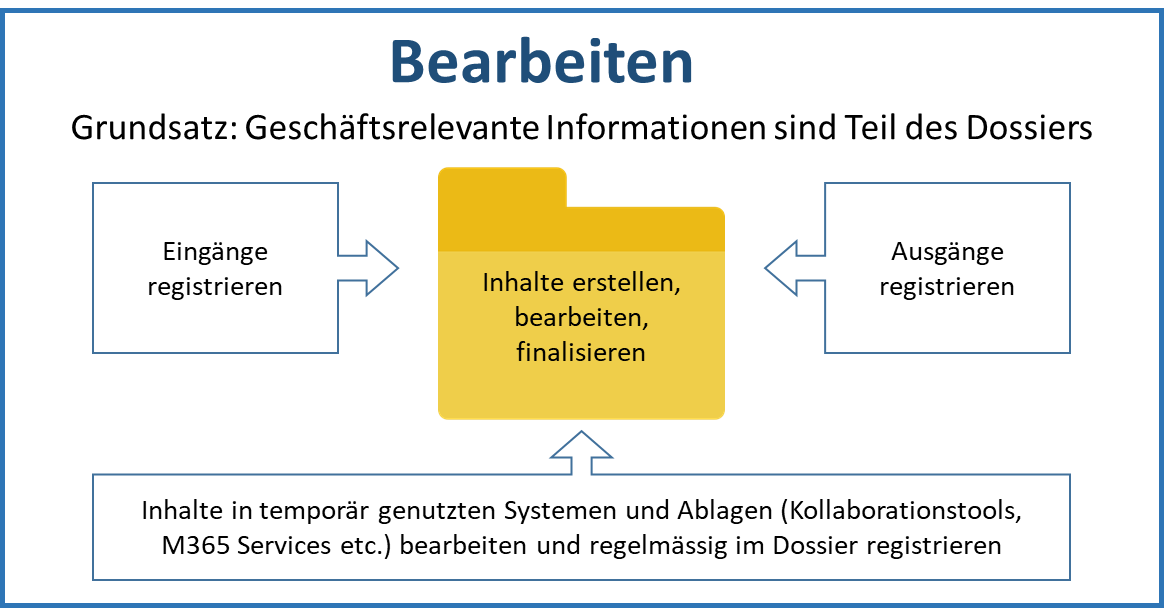 Bearbeiten
Grundsatz: Geschäftsrelevante Informationen sind Teil des Dossiers
Eingänge
registrieren
Inhalte erstellen,
bearbeiten,
finalisieren
Ausgänge
registrieren
Inhalte in temporär genutzten Systemen und Ablagen (Kollaborationstools,
M365 Services etc.) bearbeiten und regelmässig im Dossier registrieren